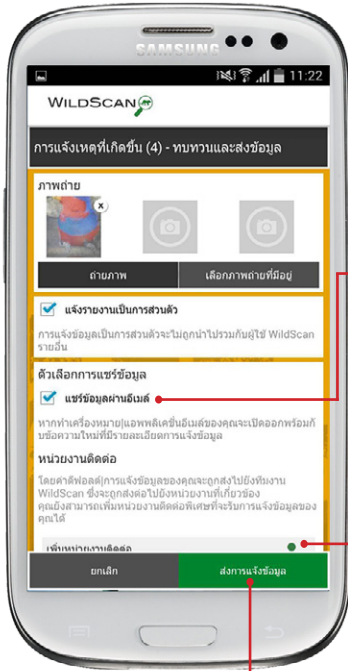 SAMSUNG
11:22
WILDSCAN
การแจ้งเหตุที่เกิดขึ้น (4) - ทบทวนและส่งข้อมูล
ภาพถ่าย
ถ่ายภาพ
เลือกภาพถ่ายที่มีอยู่
แจ้งรายงานเป็นการส่วนตัว
การแจ้งข้อมูลเป็นการส่วนตัวจะไม่ถูกนำไปรวมกับผู้ใช้ WildScan
รายอื่น
ตัวเลือกการแชร์ข้อมูล
แชร์ข้อมูลผ่านอีเมล์
หากทำเครื่องหมาย|แอพพลิเคชั่นอีเมล์ของคุณจะเปิดออกพร้อมกั
บข้อความใหม่ที่มีรายละเอียดการแจ้งข้อมูล
หน่วยงานติดต่อ
โดยค่าดีฟอลต์|การแจ้งข้อมูลของคุณจะถูกส่งไปยังทีมงาน
WildScan ซึ่งจะถูกส่งต่อไปยังหน่วยงานที่เกี่ยวข้อง
คุณยังสามารถเพิ่มหน่วยงานติดต่อพิเศษที่จะรับการแจ้งข้อมูลของ
คุณได้
เพิ่มหน่วยงานติดต่อ
ยกเลิก
ส่งการแจ้งข้อมูล